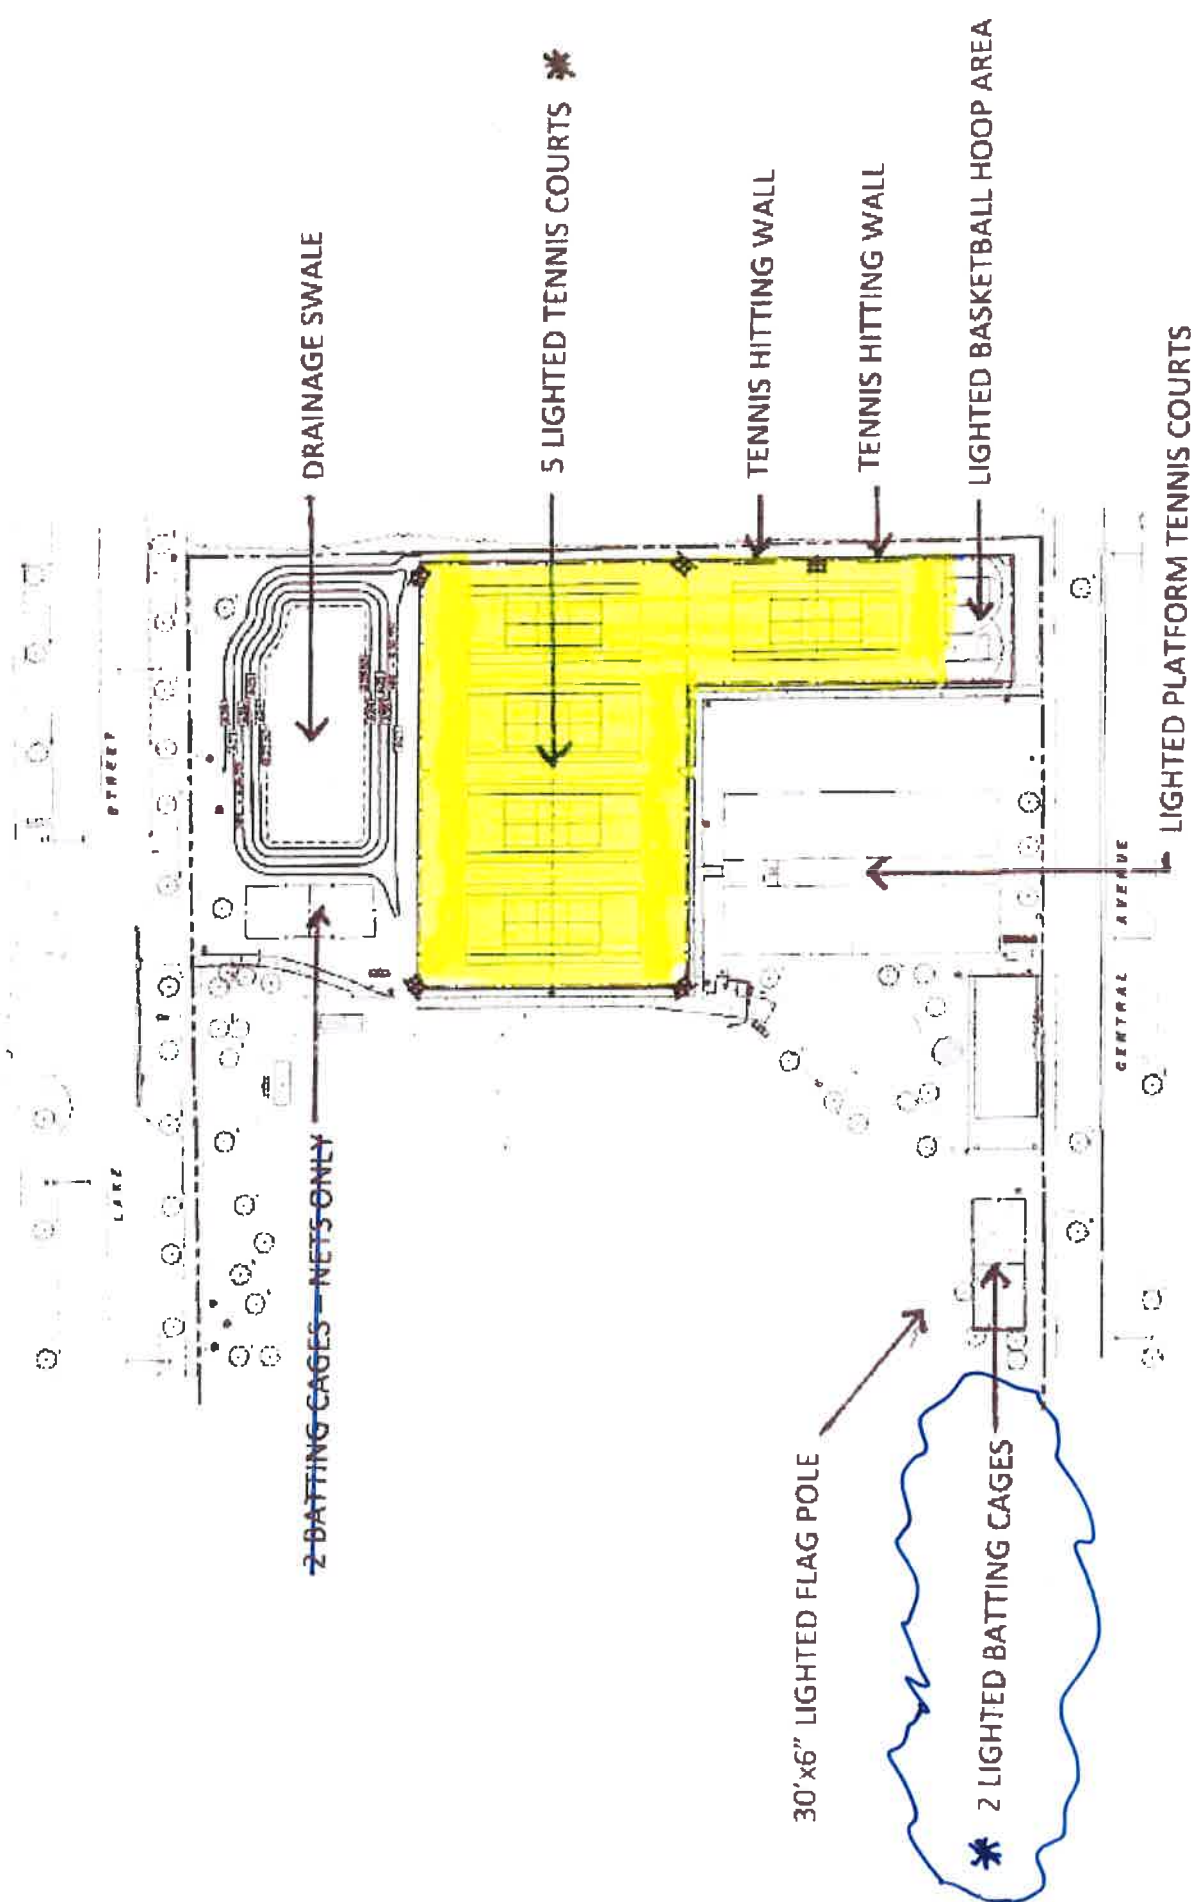 DRAINAGE SWALE
5 LIGHTED TENNIS COURTS *
TENNIS HITTING WALL
TENNIS HITTING WALL
LIGHTED BASKETBALL HOOP AREA
LIGHTED PLATFORM TENNIS COURTS
2 BATTING CAGES – NETS ONLY
30'x6" LIGHTED FLAG POLE
* 2 LIGHTED BATTING CAGES
LAKE STREET
CENTRAL AVENUE